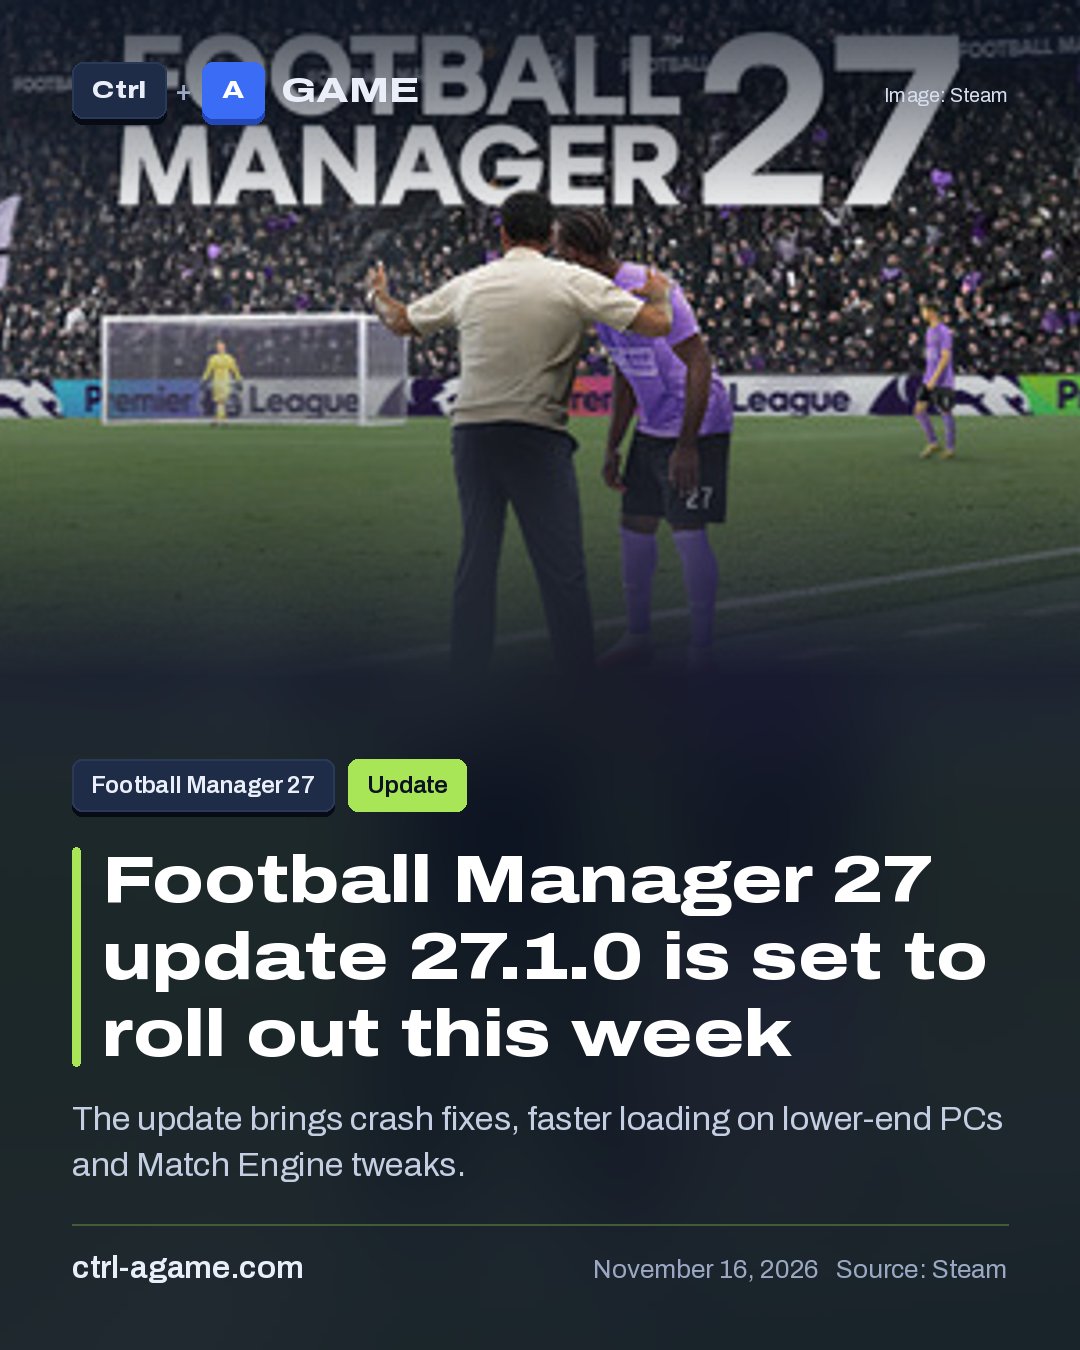 FOOTBALL
MANAGER 27
Ctrl + A GAME
Image: Steam
Premier League
League
27
Football Manager 27
Update
Football Manager 27
update 27.1.0 is set to
roll out this week
The update brings crash fixes, faster loading on lower-end PCs
and Match Engine tweaks.
ctrl-agame.com
November 16, 2026 Source: Steam